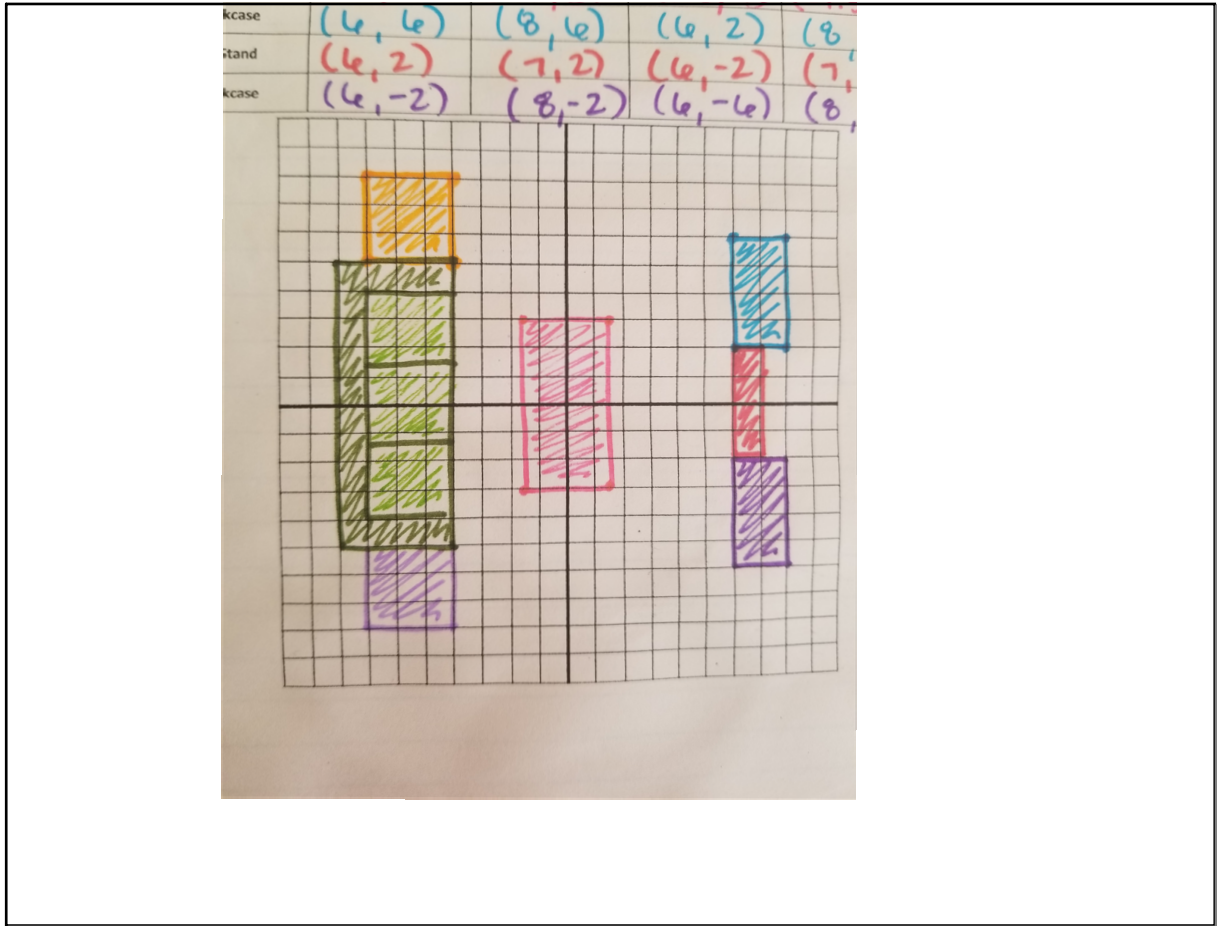 kcase (6, 6) (8, 6) (6, 2) (8,
Stand (6, 2) (7, 2) (6, -2) (7,
kcase (6, -2) (8, -2) (6, -6) (8,